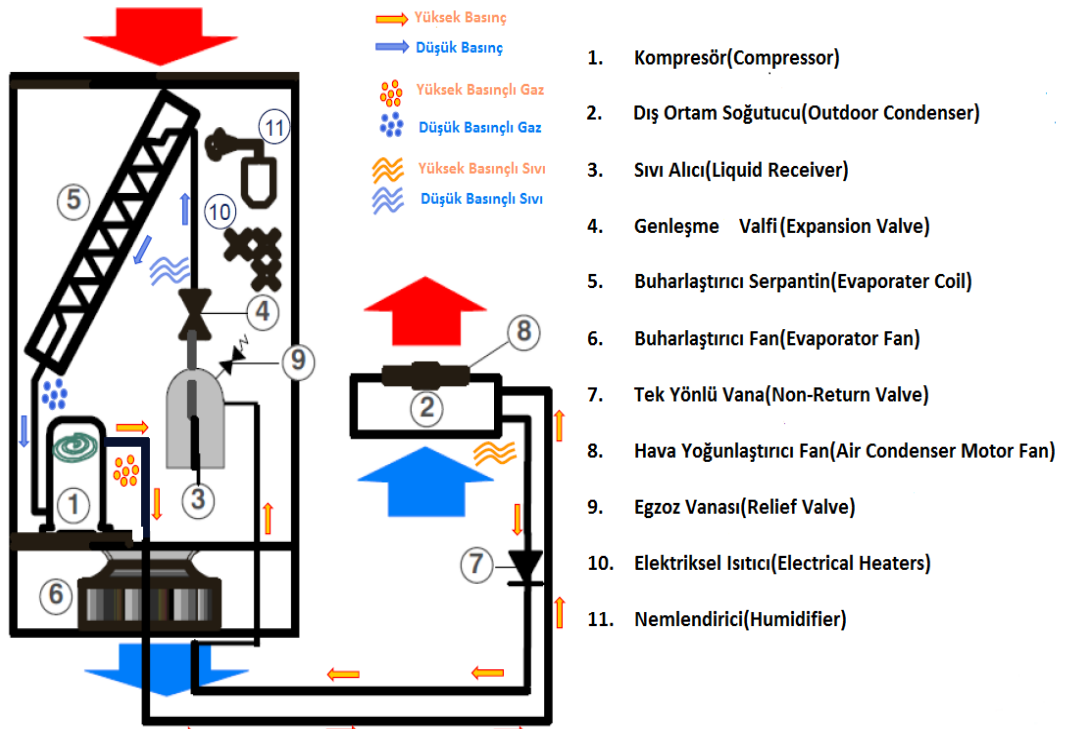 Yüksek Basınç
Düşük Basınç
Yüksek Basınçlı Gaz
Düşük Basınçlı Gaz
Yüksek Basınçlı Sıvı
Düşük Basınçlı Sıvı
1. Kompresör(Compressor)
2. Dış Ortam Soğutucu(Outdoor Condenser)
3. Sıvı Alıcı(Liquid Receiver)
4. Genleşme Valfi(Expansion Valve)
5. Buharlaştırıcı Serpantin(Evaporater Coil)
6. Buharlaştırıcı Fan(Evaporator Fan)
7. Tek Yönlü Vana(Non-Return Valve)
8. Hava Yoğunlaştırıcı Fan(Air Condenser Motor Fan)
9. Egzoz Vanası(Relief Valve)
10. Elektriksel Isıtıcı(Electrical Heaters)
11. Nemlendirici(Humidifier)
11
5
10
4
9
8
2
3
1
7
6